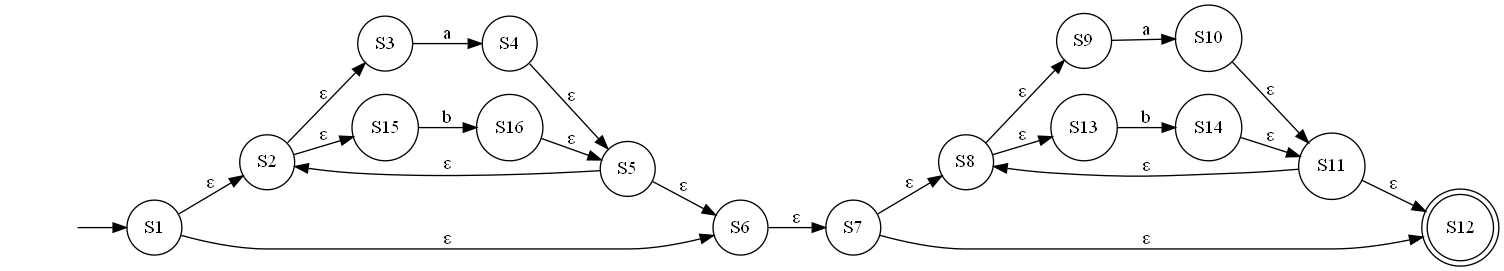 S3 a S4 S9 a S10
ε ε ε ε
S15 b S16 S13 b S14
ε ε ε ε
S2 ε S5 S8 ε S11
ε ε ε ε
S1 ε S6 ε S7 ε S12